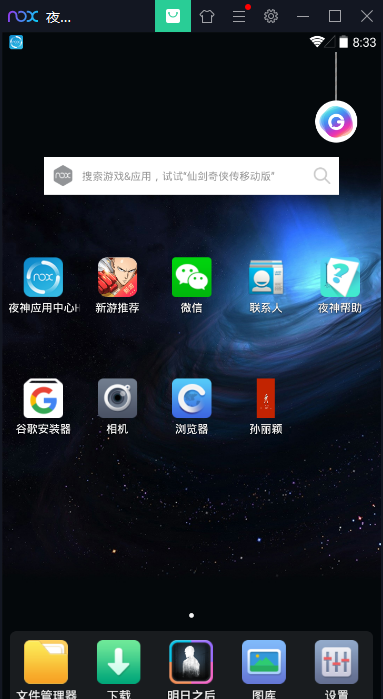 nox 夜...
8:33
nox 搜索游戏&应用，试试"仙剑奇侠传移动版"
nox
夜神应用中心H 新游推荐 微信 联系人 夜神帮助
谷歌安装器 相机 浏览器 孙丽颖
文件管理器 下载 明日之后 图库 设置